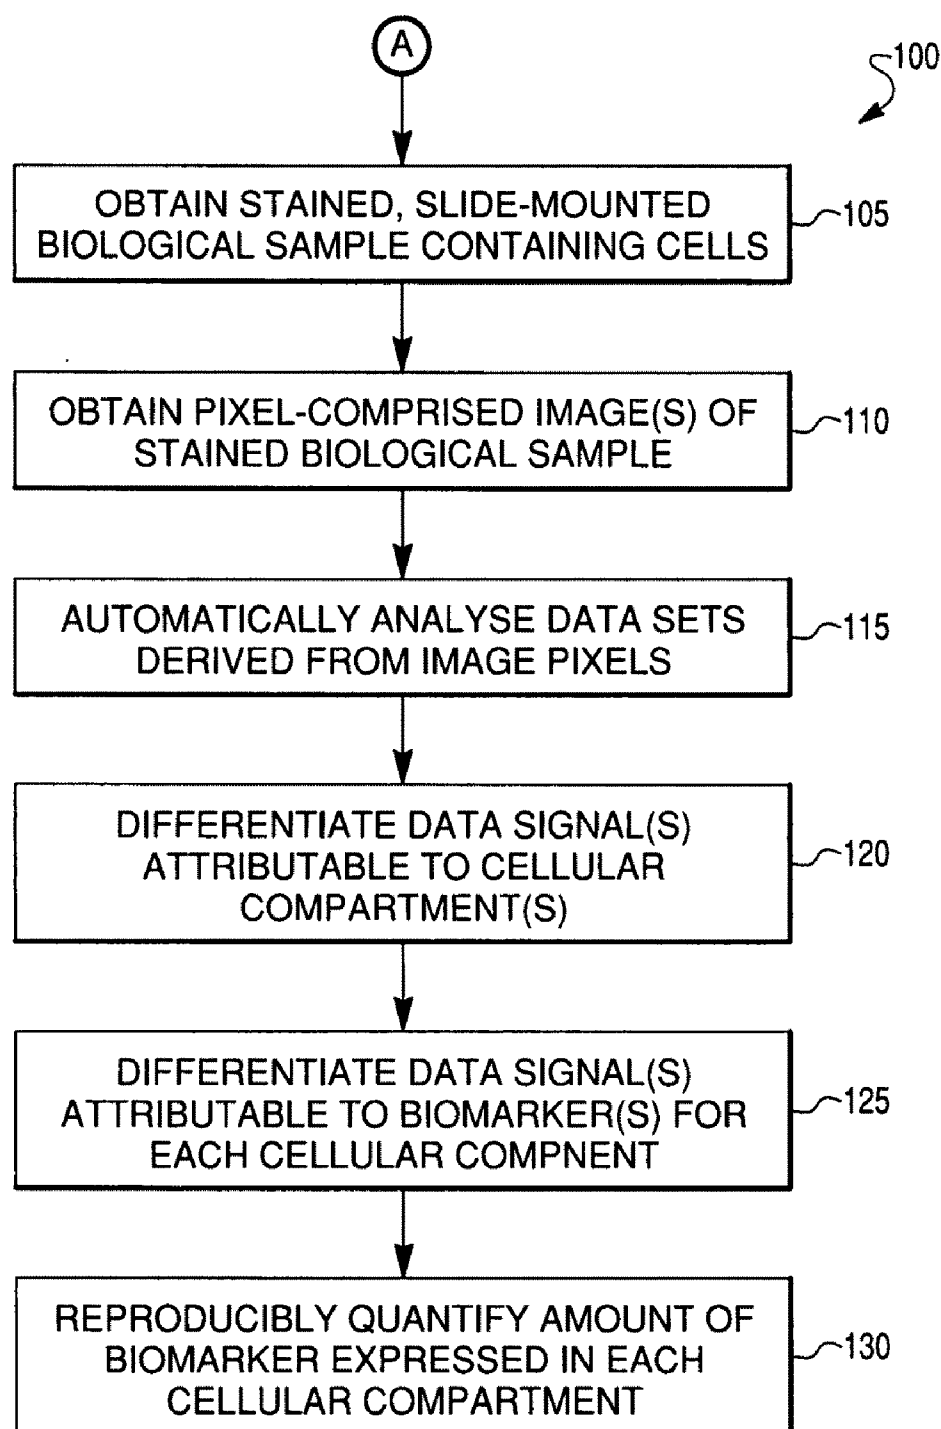 A
100
OBTAIN STAINED, SLIDE-MOUNTED
BIOLOGICAL SAMPLE CONTAINING CELLS
105
OBTAIN PIXEL-COMPRISED IMAGE(S) OF
STAINED BIOLOGICAL SAMPLE
110
AUTOMATICALLY ANALYSE DATA SETS
DERIVED FROM IMAGE PIXELS
115
DIFFERENTIATE DATA SIGNAL(S)
ATTRIBUTABLE TO CELLULAR
COMPARTMENT(S)
120
DIFFERENTIATE DATA SIGNAL(S)
ATTRIBUTABLE TO BIOMARKER(S) FOR
EACH CELLULAR COMPNENT
125
REPRODUCIBLY QUANTIFY AMOUNT OF
BIOMARKER EXPRESSED IN EACH
CELLULAR COMPARTMENT
130